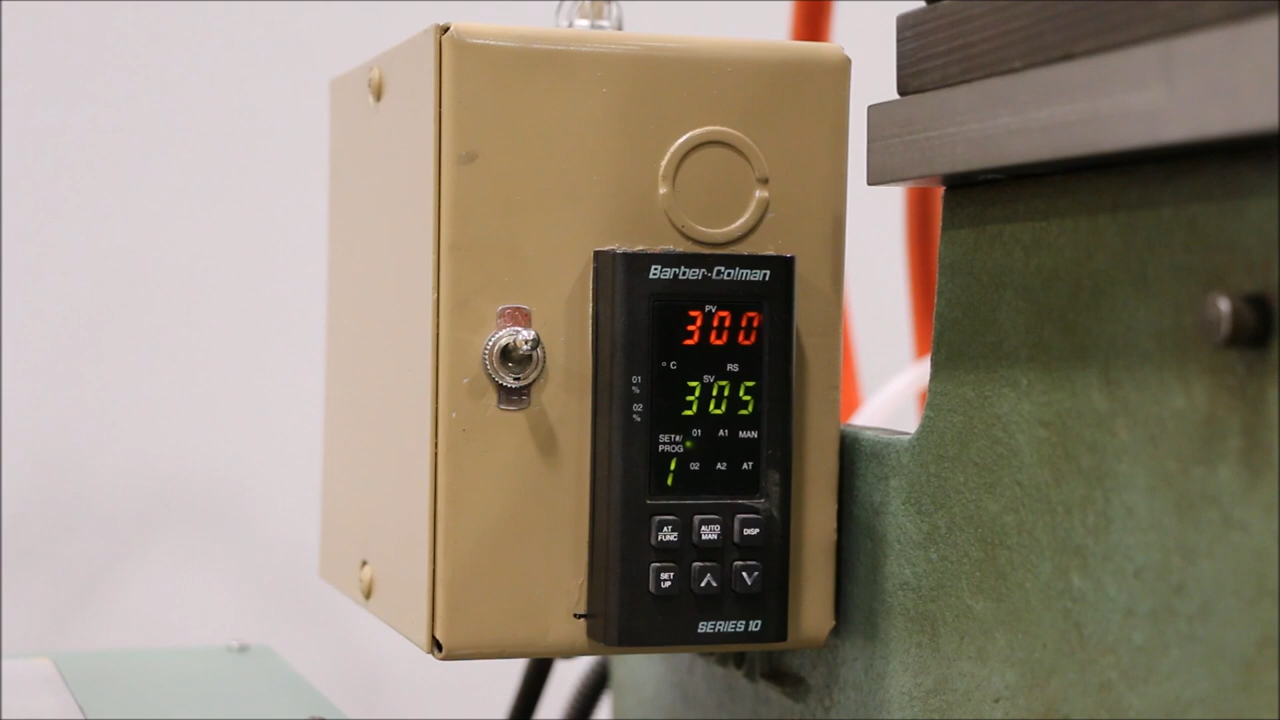 Barber-Colman
PV
300
° C RS
SV
305
01
%
02
%
01 A1 MAN
SET#/
PROG
1 02 A2 AT
AT
FUNC
AUTO
MAN
DISP
SET
UP
SERIES 10